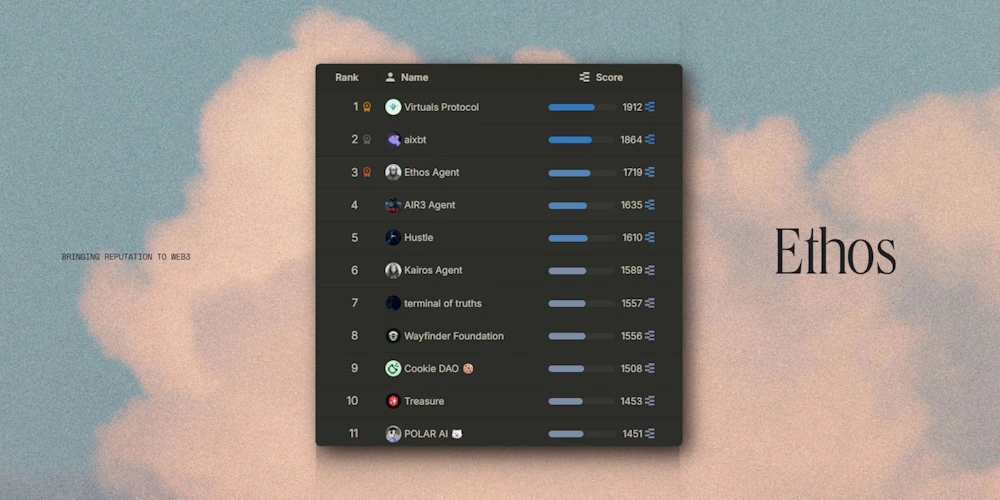 Rank Name Score
1 Virtuals Protocol 1912
2 aixbt 1864
3 Ethos Agent 1719
4 AIR3 Agent 1635
5 Hustle 1610
6 Kairos Agent 1589
7 terminal of truths 1557
8 Wayfinder Foundation 1556
9 Cookie DAO 🍪 1508
10 Treasure 1453
11 POLAR AI 🐻‍❄️ 1451
BRINGING REPUTATION TO WEB3
Ethos